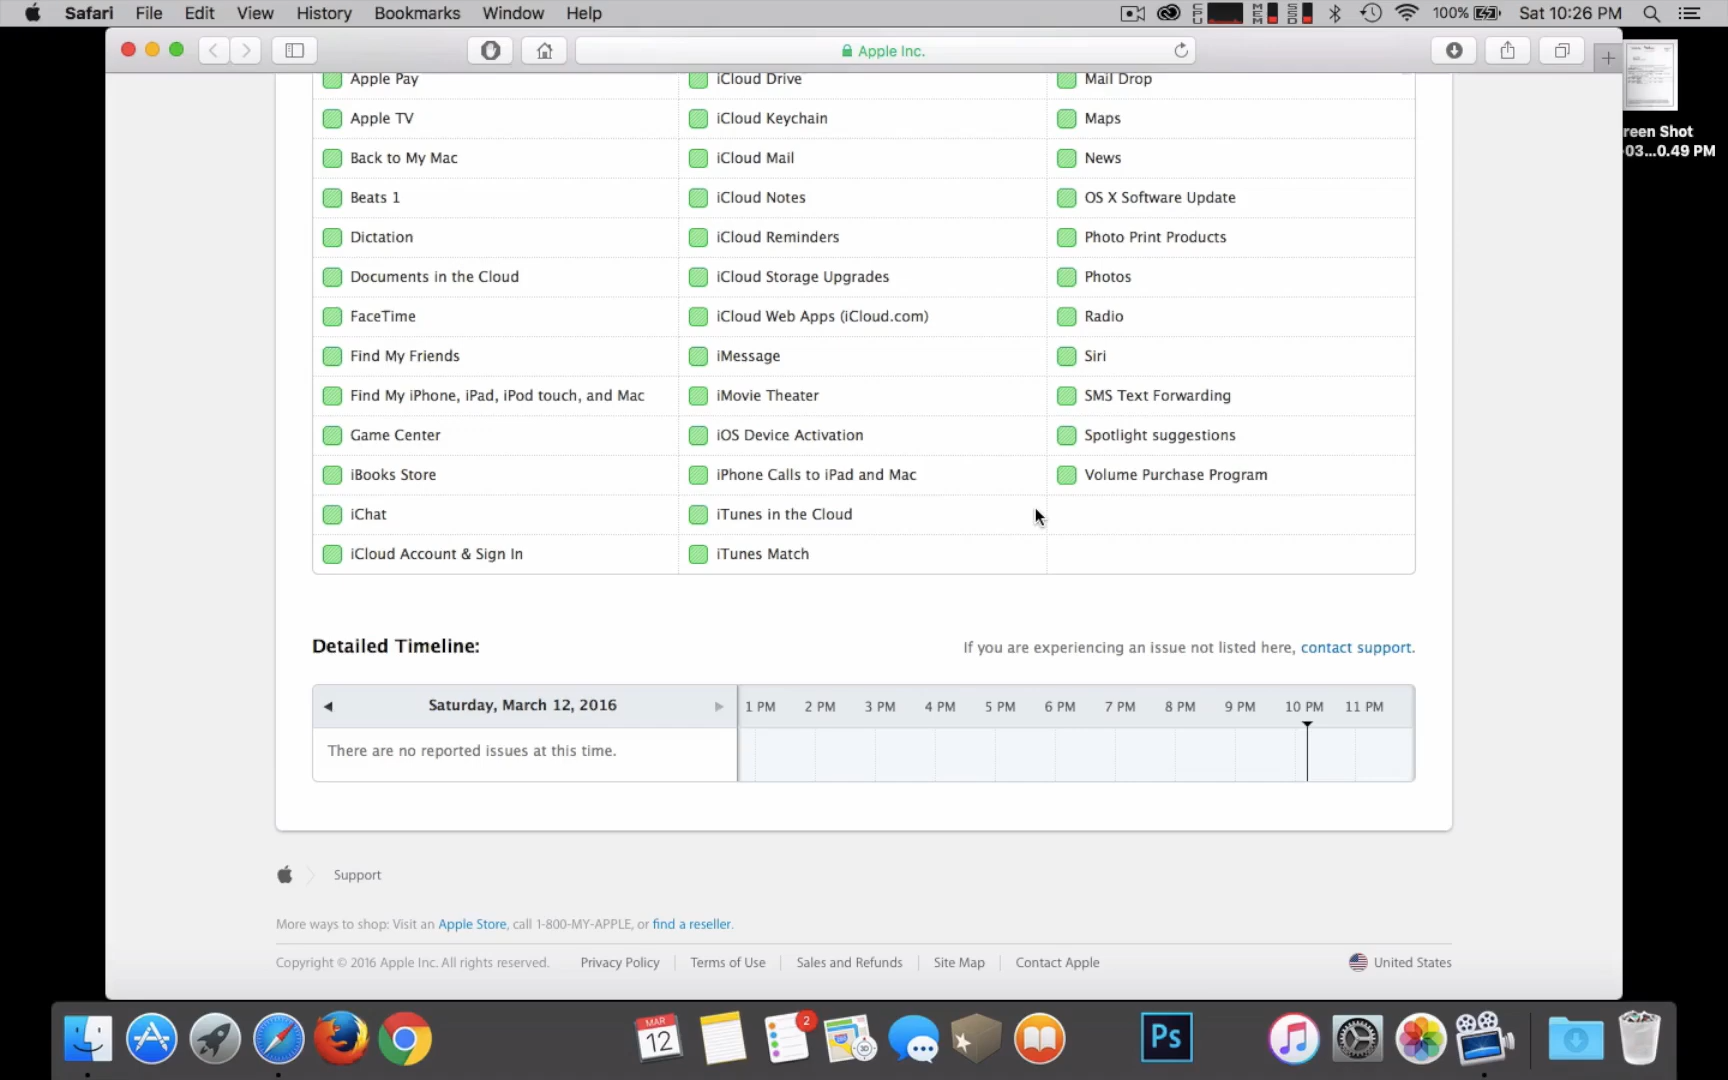 Safari File Edit View History Bookmarks Window Help 100% Sat 10:26 PM
Apple Inc.
reen Shot
-03...0.49 PM
Apple Pay iCloud Drive Mail Drop
Apple TV iCloud Keychain Maps
Back to My Mac iCloud Mail News
Beats 1 iCloud Notes OS X Software Update
Dictation iCloud Reminders Photo Print Products
Documents in the Cloud iCloud Storage Upgrades Photos
FaceTime iCloud Web Apps (iCloud.com) Radio
Find My Friends iMessage Siri
Find My iPhone, iPad, iPod touch, and Mac iMovie Theater SMS Text Forwarding
Game Center iOS Device Activation Spotlight suggestions
iBooks Store iPhone Calls to iPad and Mac Volume Purchase Program
iChat iTunes in the Cloud
iCloud Account & Sign In iTunes Match
Detailed Timeline: If you are experiencing an issue not listed here, contact support.
Saturday, March 12, 2016 1 PM 2 PM 3 PM 4 PM 5 PM 6 PM 7 PM 8 PM 9 PM 10 PM 11 PM
There are no reported issues at this time.
Support
More ways to shop: Visit an Apple Store, call 1-800-MY-APPLE, or find a reseller.
Copyright © 2016 Apple Inc. All rights reserved. Privacy Policy Terms of Use Sales and Refunds Site Map Contact Apple United States
MAR
12
2
3D
Ps